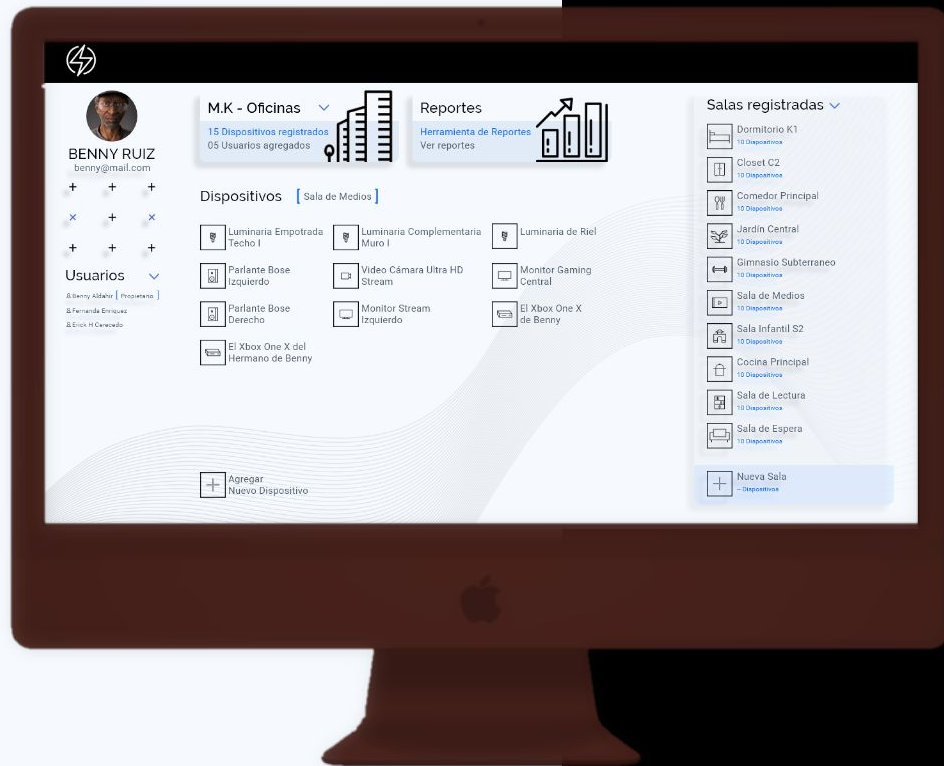 BENNY RUIZ
benny@mail.com
Usuarios
Benny Aldahir [ Propietario ]
Fernanda Enriquez
Erick H Cerecedo
M.K - Oficinas
15 Dispositivos registrados
05 Usuarios agregados
Reportes
Herramienta de Reportes
Ver reportes
Dispositivos [ Sala de Medios ]
Luminaria Empotrada
Techo I
Luminaria Complementaria
Muro I
Luminaria de Riel
Parlante Bose
Izquierdo
Video Cámara Ultra HD
Stream
Monitor Gaming
Central
Parlante Bose
Derecho
Monitor Stream
Izquierdo
El Xbox One X
de Benny
El Xbox One X del
Hermano de Benny
Agregar
Nuevo Dispositivo
Salas registradas
Dormitorio K1
10 Dispositivos
Closet C2
10 Dispositivos
Comedor Principal
10 Dispositivos
Jardín Central
10 Dispositivos
Gimnasio Subterraneo
10 Dispositivos
Sala de Medios
10 Dispositivos
Sala Infantil S2
10 Dispositivos
Cocina Principal
10 Dispositivos
Sala de Lectura
10 Dispositivos
Sala de Espera
10 Dispositivos
Nueva Sala
-- Dispositivos